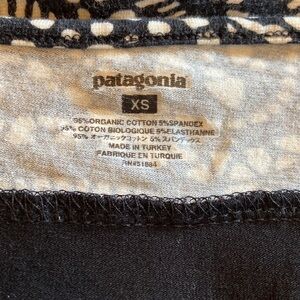 patagonia
XS
95%ORGANIC COTTON 5%SPANDEX
95% COTON BIOLOGIQUE 5%ELASTHANNE
95% オーガニックコットン 5% スパンデックス
MADE IN TURKEY
FABRIQUE EN TURQUIE
RN#51884